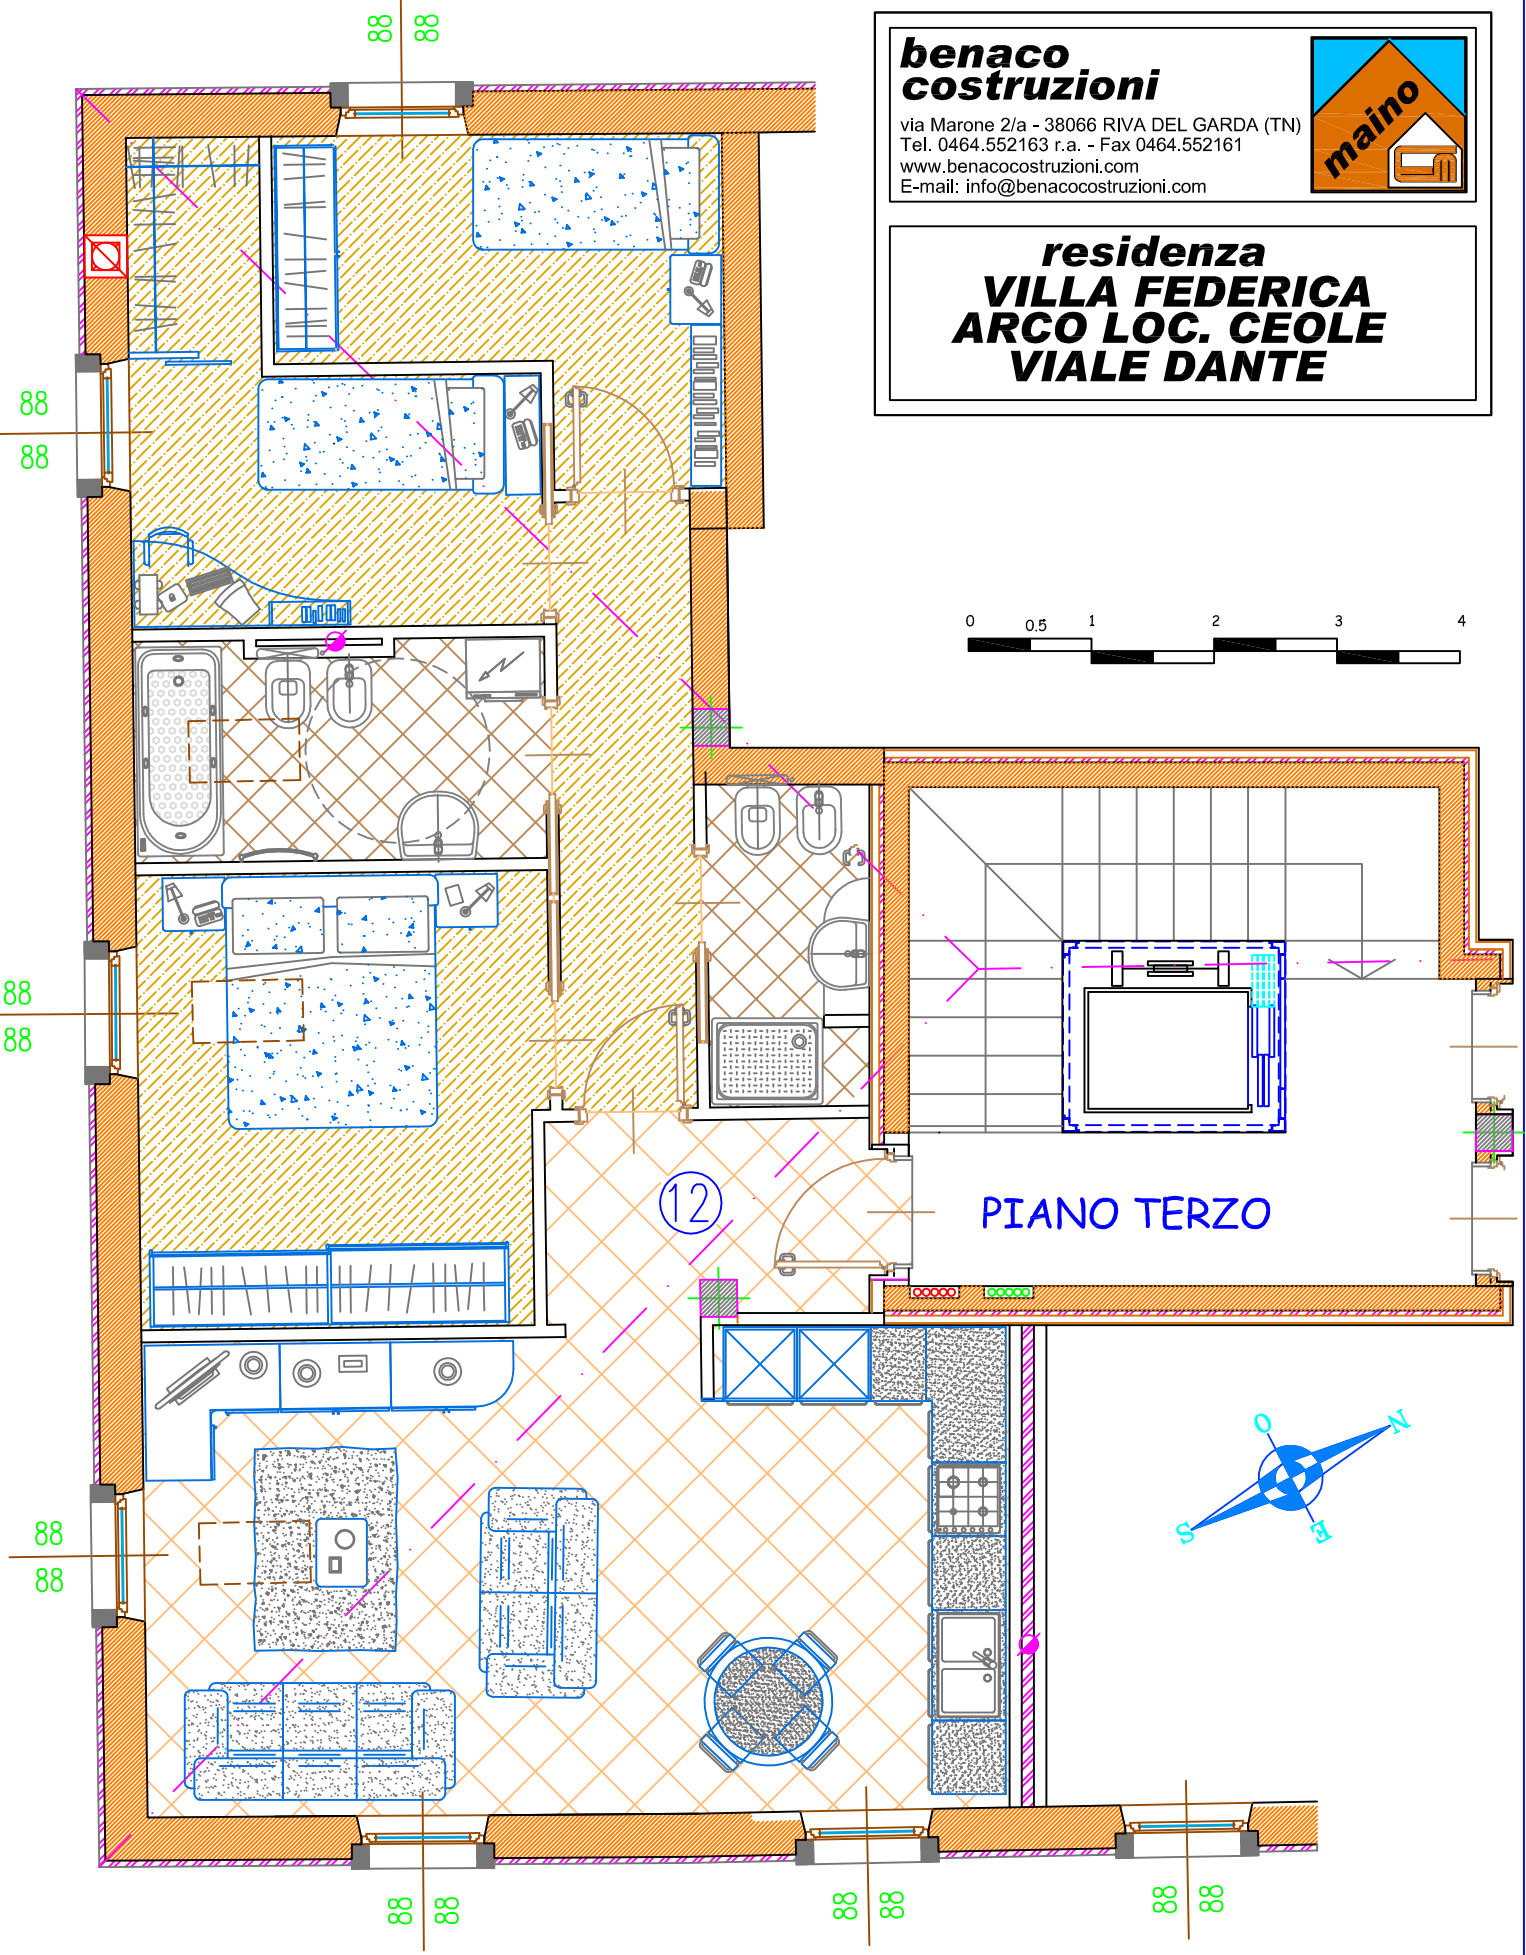 88 88
benaco
costruzioni
via Marone 2/a - 38066 RIVA DEL GARDA (TN)
Tel. 0464.552163 r.a. - Fax 0464.552161
www.benacocostruzioni.com
E-mail: info@benacocostruzioni.com
maino
residenza
VILLA FEDERICA
ARCO LOC. CEOLE
VIALE DANTE
88
88
0 0.5 1 2 3 4
88
88
12
PIANO TERZO
O N
S E
88
88
88 88
88 88
88 88